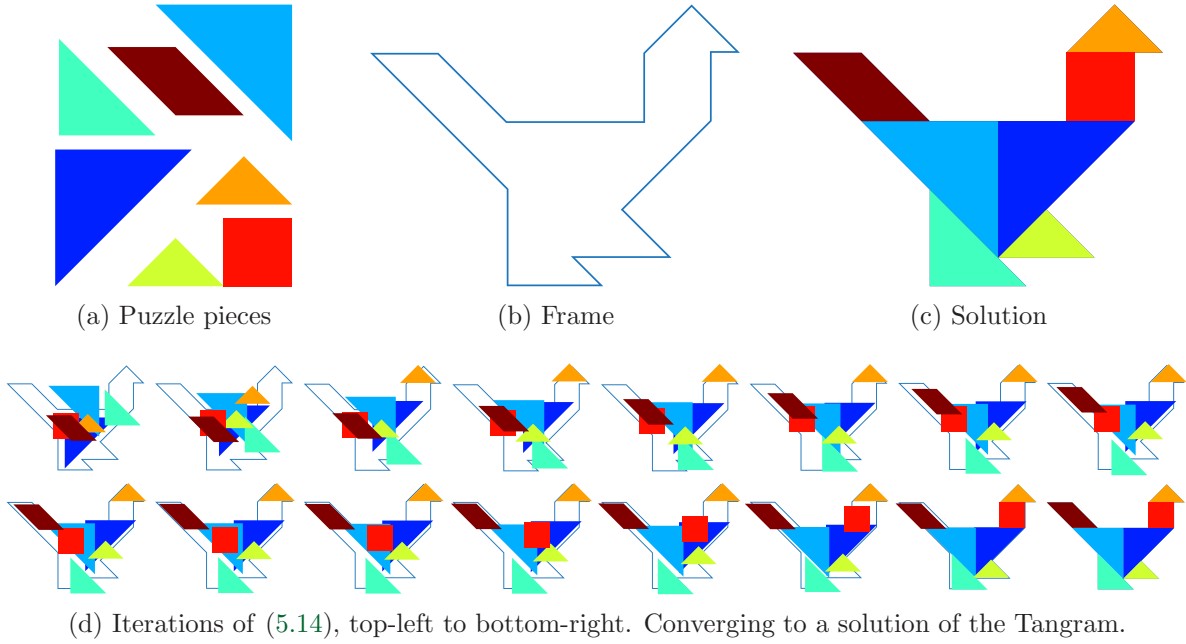 (a) Puzzle pieces
(b) Frame
(c) Solution
(d) Iterations of (5.14), top-left to bottom-right. Converging to a solution of the Tangram.